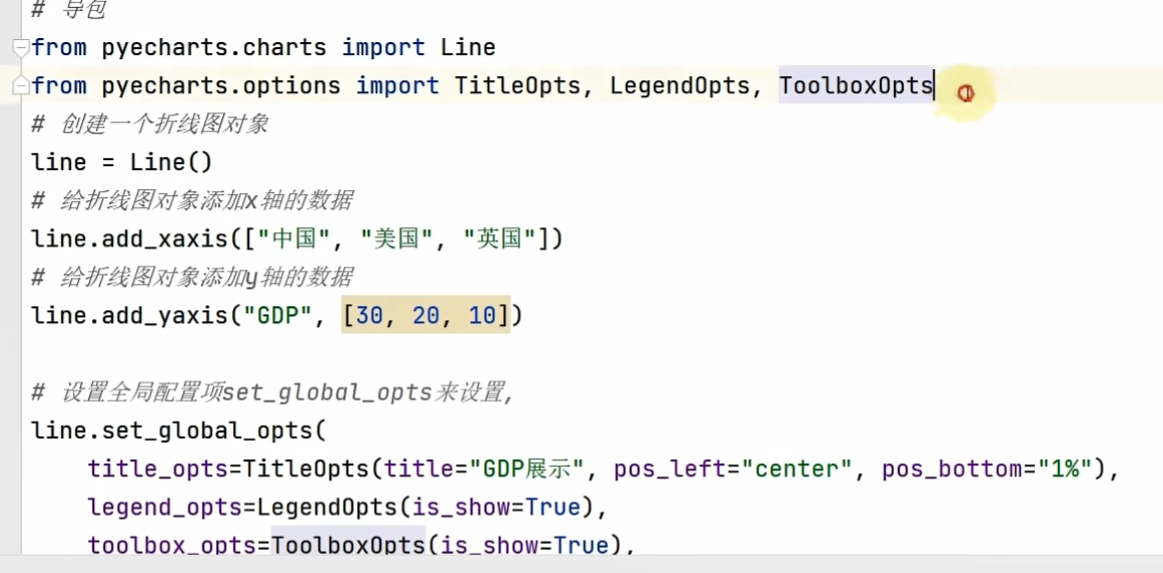 # 导包
from pyecharts.charts import Line
from pyecharts.options import TitleOpts, LegendOpts, ToolboxOpts
# 创建一个折线图对象
line = Line()
# 给折线图对象添加x轴的数据
line.add_xaxis(["中国", "美国", "英国"])
# 给折线图对象添加y轴的数据
line.add_yaxis("GDP", [30, 20, 10])
# 设置全局配置项set_global_opts来设置,
line.set_global_opts(
title_opts=TitleOpts(title="GDP展示", pos_left="center", pos_bottom="1%"),
legend_opts=LegendOpts(is_show=True),
toolbox_opts=ToolboxOpts(is_show=True),